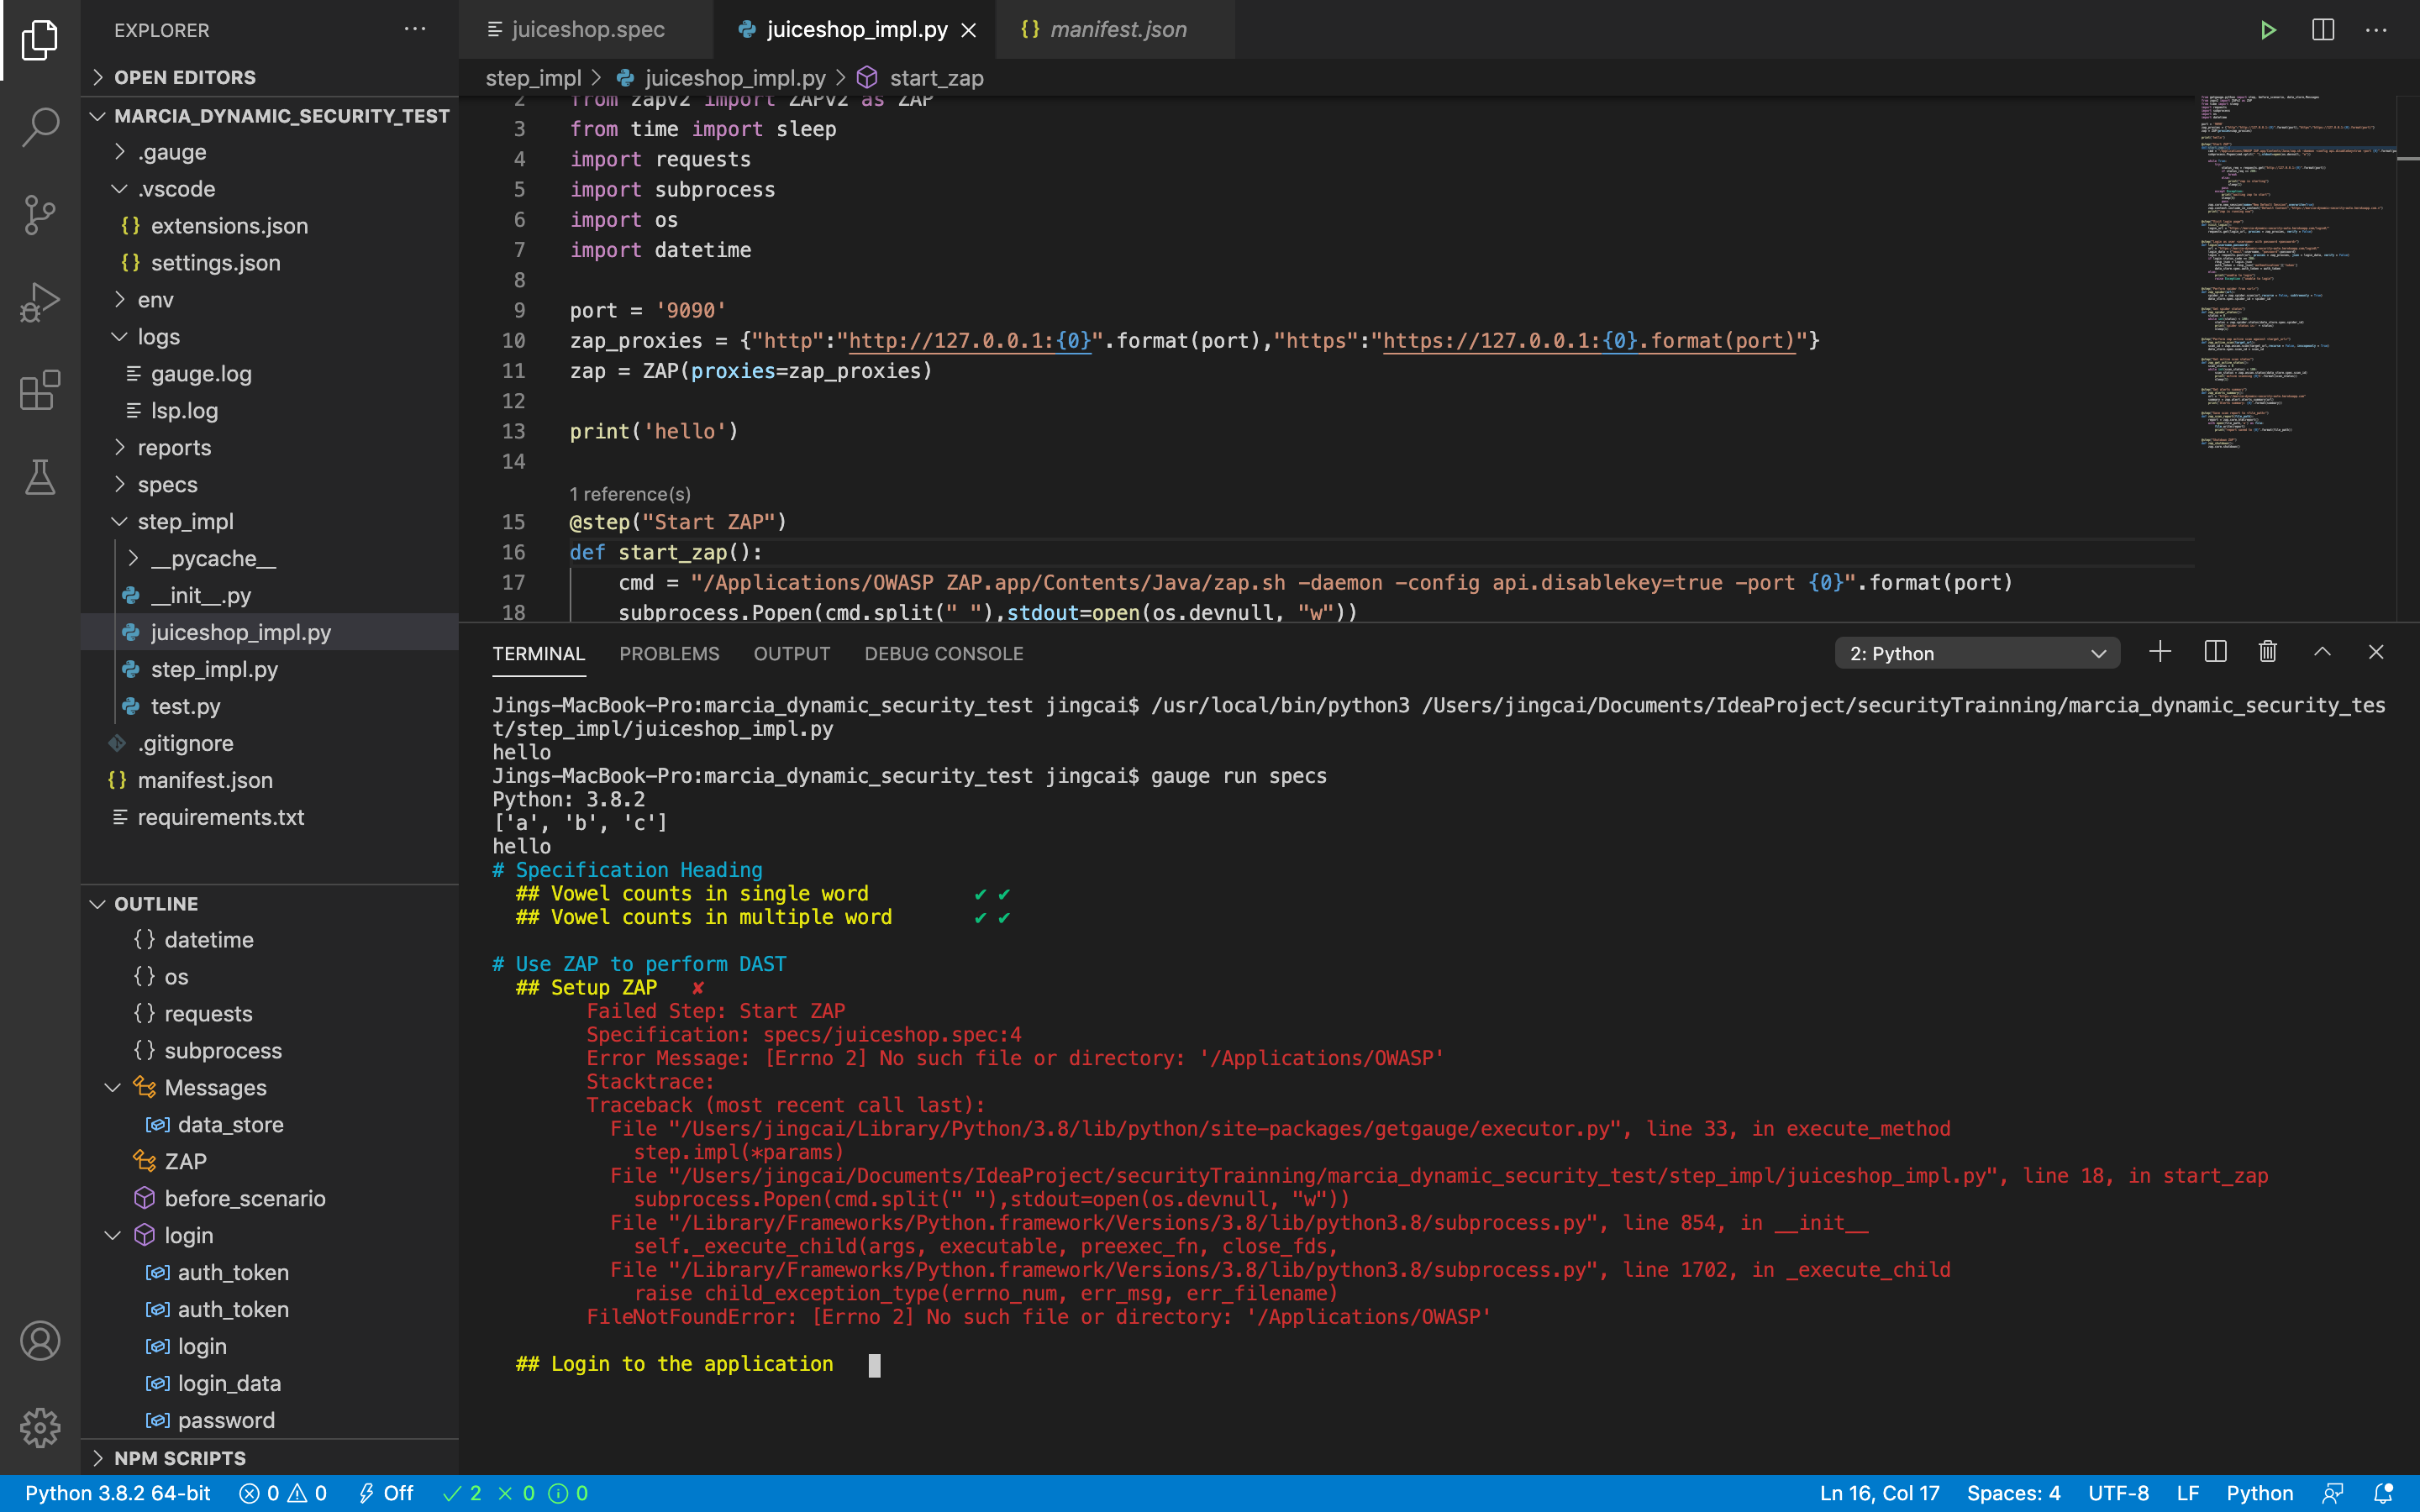 EXPLORER
OPEN EDITORS
MARCIA_DYNAMIC_SECURITY_TEST
.gauge
.vscode
{} extensions.json
{} settings.json
env
logs
gauge.log
lsp.log
reports
specs
step_impl
__pycache__
__init__.py
juiceshop_impl.py
step_impl.py
test.py
.gitignore
{} manifest.json
requirements.txt
OUTLINE
{} datetime
{} os
{} requests
{} subprocess
Messages
data_store
ZAP
before_scenario
login
auth_token
auth_token
login
login_data
password
NPM SCRIPTS
juiceshop.spec
juiceshop_impl.py
{} manifest.json
step_impl > juiceshop_impl.py > start_zap
2 from zapv2 import ZAPv2 as ZAP
3 from time import sleep
4 import requests
5 import subprocess
6 import os
7 import datetime
8
9 port = '9090'
10 zap_proxies = {"http":"http://127.0.0.1:{0}".format(port),"https":"https://127.0.0.1:{0}.format(port)"}
11 zap = ZAP(proxies=zap_proxies)
12
13 print('hello')
14
1 reference(s)
15 @step("Start ZAP")
16 def start_zap():
17 cmd = "/Applications/OWASP ZAP.app/Contents/Java/zap.sh -daemon -config api.disablekey=true -port {0}".format(port)
18 subprocess.Popen(cmd.split(" "),stdout=open(os.devnull, "w"))
TERMINAL PROBLEMS OUTPUT DEBUG CONSOLE 2: Python
Jings-MacBook-Pro:marcia_dynamic_security_test jingcai$ /usr/local/bin/python3 /Users/jingcai/Documents/IdeaProject/securityTrainning/marcia_dynamic_security_tes
t/step_impl/juiceshop_impl.py
hello
Jings-MacBook-Pro:marcia_dynamic_security_test jingcai$ gauge run specs
Python: 3.8.2
['a', 'b', 'c']
hello
# Specification Heading
## Vowel counts in single word ✔ ✔
## Vowel counts in multiple word ✔ ✔
# Use ZAP to perform DAST
## Setup ZAP ✘
Failed Step: Start ZAP
Specification: specs/juiceshop.spec:4
Error Message: [Errno 2] No such file or directory: '/Applications/OWASP'
Stacktrace:
Traceback (most recent call last):
File "/Users/jingcai/Library/Python/3.8/lib/python/site-packages/getgauge/executor.py", line 33, in execute_method
step.impl(*params)
File "/Users/jingcai/Documents/IdeaProject/securityTrainning/marcia_dynamic_security_test/step_impl/juiceshop_impl.py", line 18, in start_zap
subprocess.Popen(cmd.split(" "),stdout=open(os.devnull, "w"))
File "/Library/Frameworks/Python.framework/Versions/3.8/lib/python3.8/subprocess.py", line 854, in __init__
self._execute_child(args, executable, preexec_fn, close_fds,
File "/Library/Frameworks/Python.framework/Versions/3.8/lib/python3.8/subprocess.py", line 1702, in _execute_child
raise child_exception_type(errno_num, err_msg, err_filename)
FileNotFoundError: [Errno 2] No such file or directory: '/Applications/OWASP'
## Login to the application
Python 3.8.2 64-bit 0 0 Off 2 0 0 Ln 16, Col 17 Spaces: 4 UTF-8 LF Python